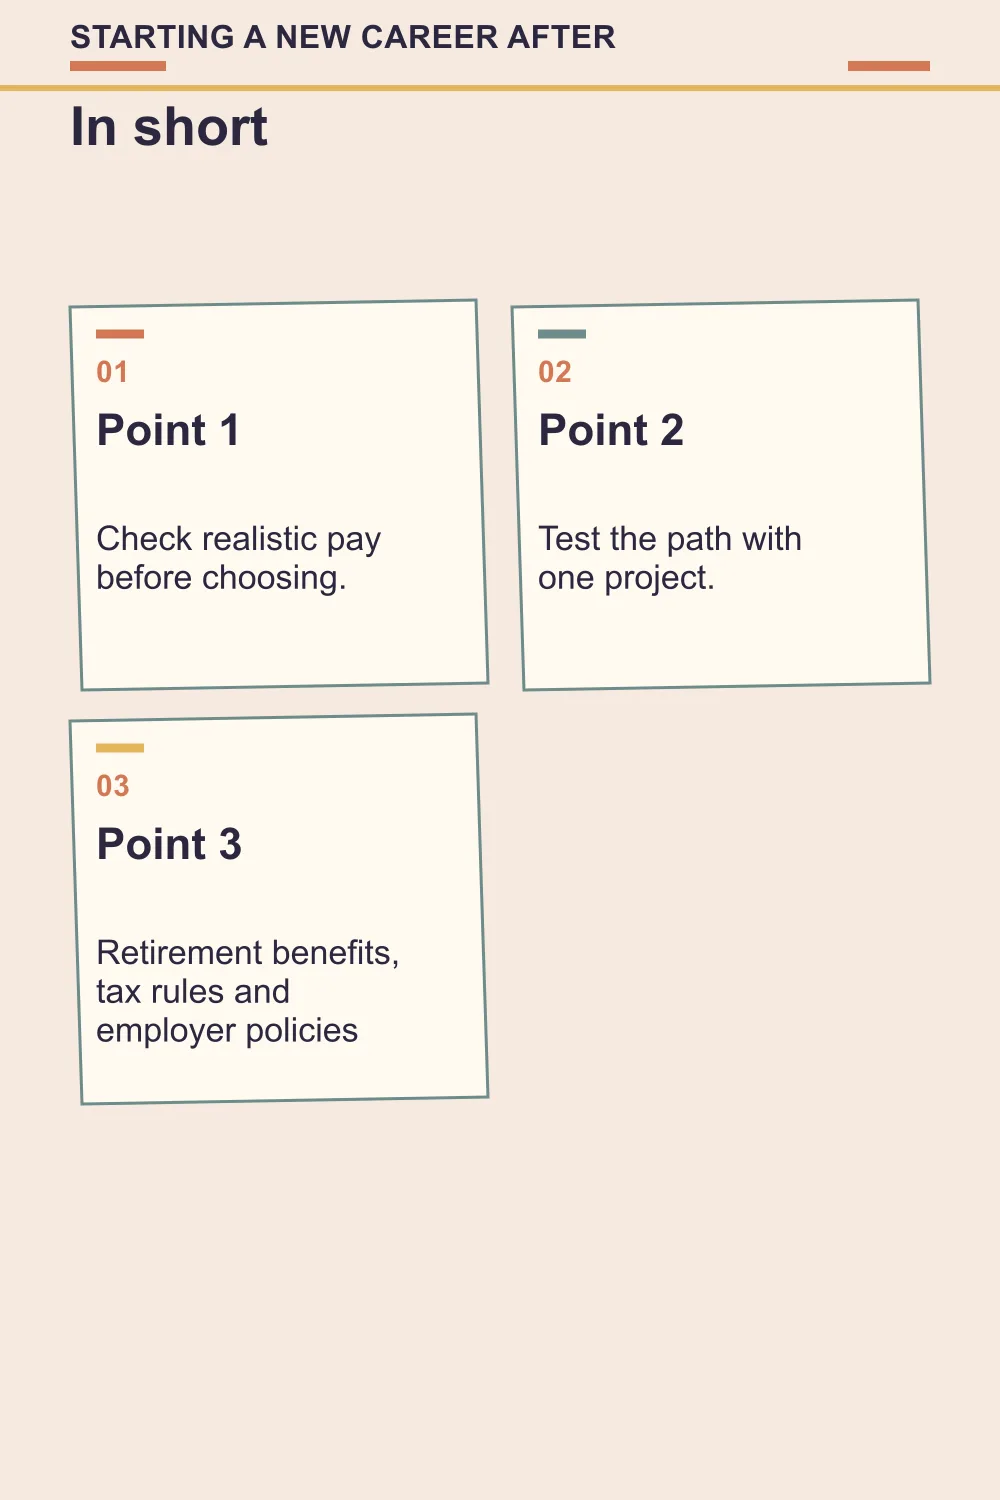 STARTING A NEW CAREER AFTER
In short
01
Point 1
Check realistic pay
before choosing.
02
Point 2
Test the path with
one project.
03
Point 3
Retirement benefits,
tax rules and
employer policies